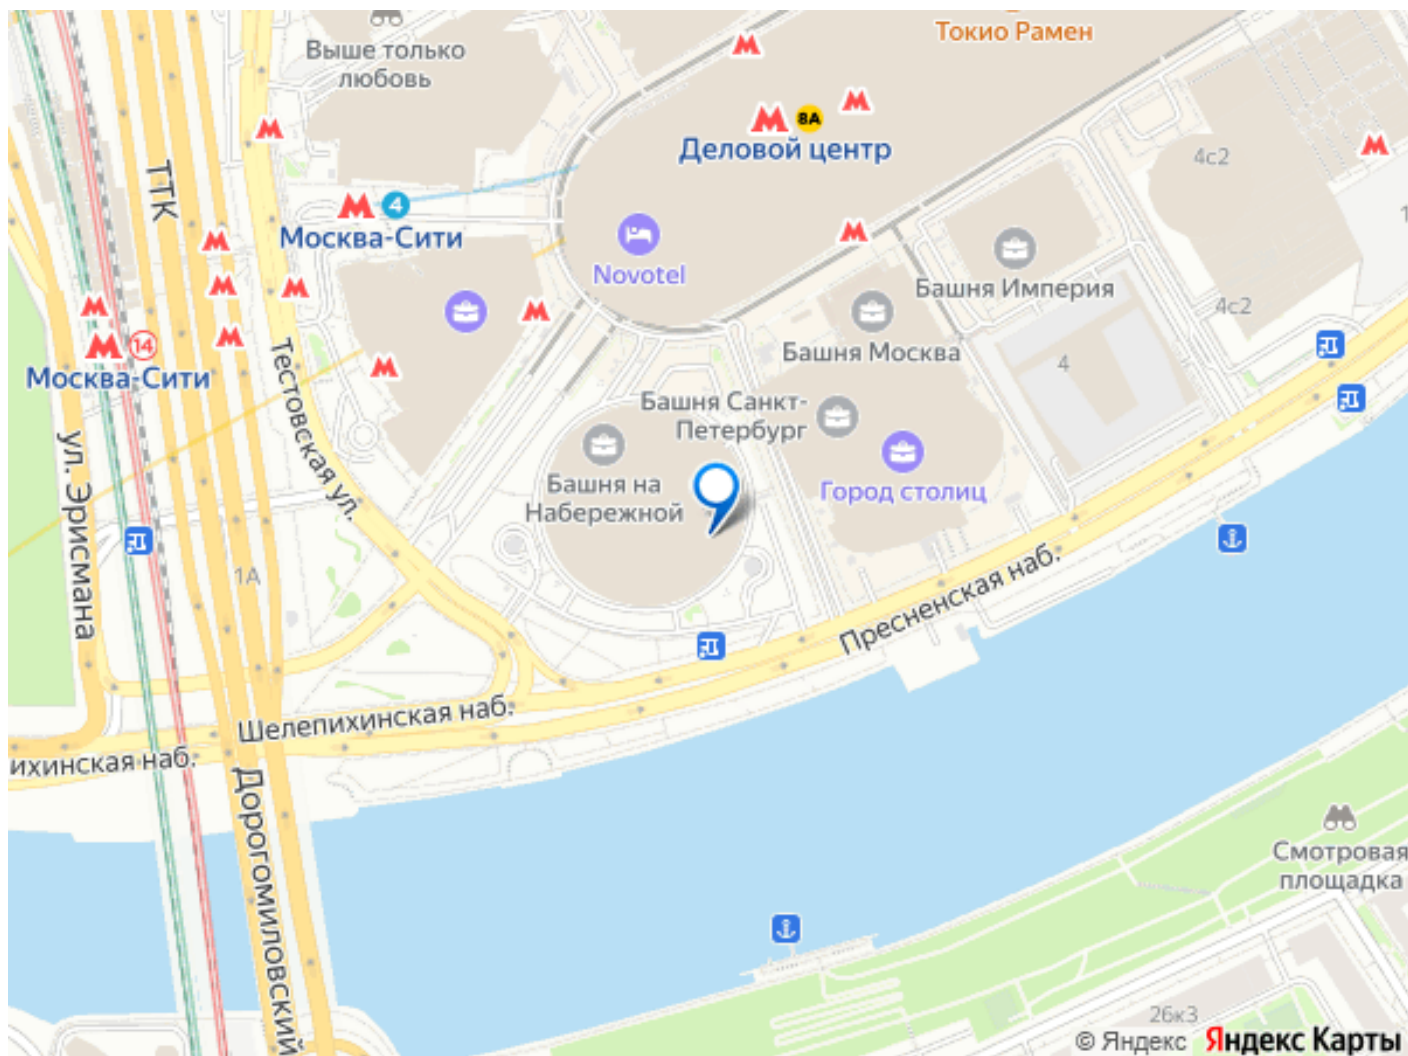 Токио Рамен
Выше только
любовь
8А
Деловой центр
4с2
ТТК
4
Москва-Сити
Novotel
Башня Империя
4с2
14
Москва-Сити
Башня Москва
4
Тестовская ул.
Башня Санкт-
Петербург
ул. Эрисмана
Башня на
Набережной
Город столиц
1А
Пресненская наб.
Шелепихинская наб.
ихинская наб.
Дорогомиловский
Смотровая
площадка
26к3
© Яндекс Яндекс Карты